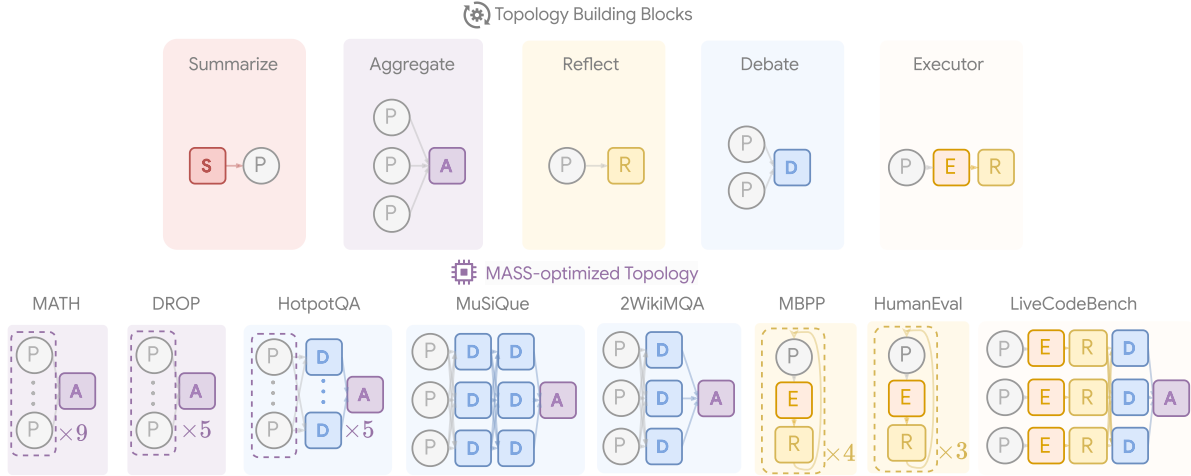 Topology Building Blocks
Summarize Aggregate Reflect Debate Executor
P
P
S P P A P R P D P E R
P
P
MASS-optimized Topology
MATH DROP HotpotQA MuSiQue 2WikiMQA MBPP HumanEval LiveCodeBench
P P P D P D D P D P P P E R D
A A A P D D A P D A E E P E R D A
P ×9 P ×5 P D ×5 P D D P D R ×4 R ×3 P E R D